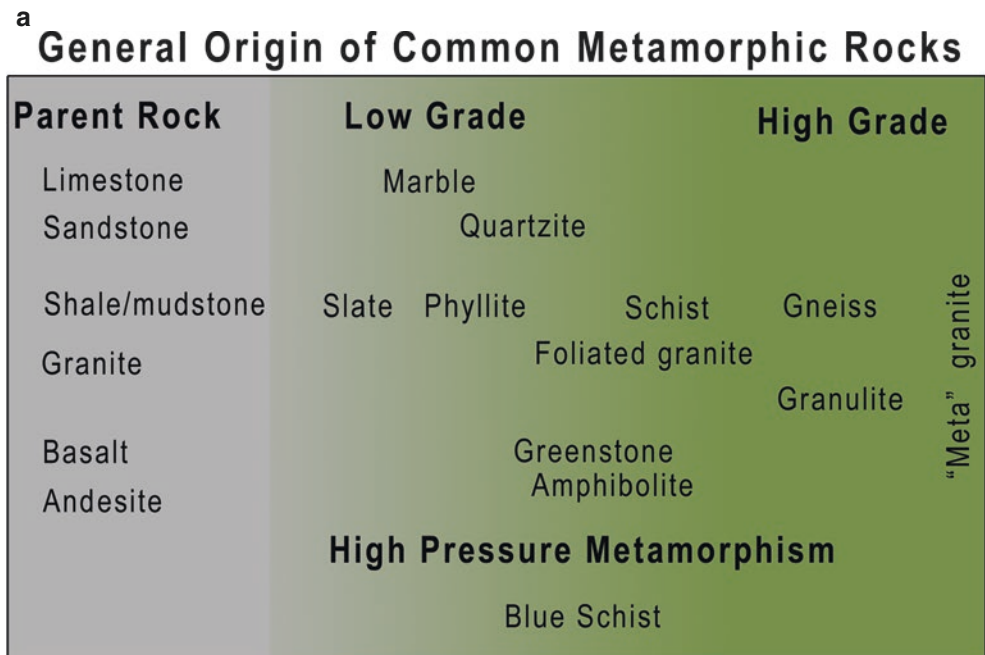 a
General Origin of Common Metamorphic Rocks
Parent Rock Low Grade High Grade
Limestone Marble
Sandstone Quartzite
Shale/mudstone Slate Phyllite Schist Gneiss
Granite Foliated granite
Granulite
"Meta" granite
Basalt Greenstone
Andesite Amphibolite
High Pressure Metamorphism
Blue Schist